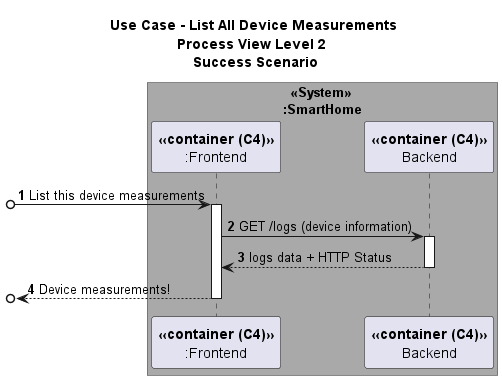 Use Case - List All Device Measurements
Process View Level 2
Success Scenario
«System»
:SmartHome
«container (C4)»
:Frontend
«container (C4)»
Backend
1 List this device measurements
2 GET /logs (device information)
3 logs data + HTTP Status
4 Device measurements!
«container (C4)»
:Frontend
«container (C4)»
Backend